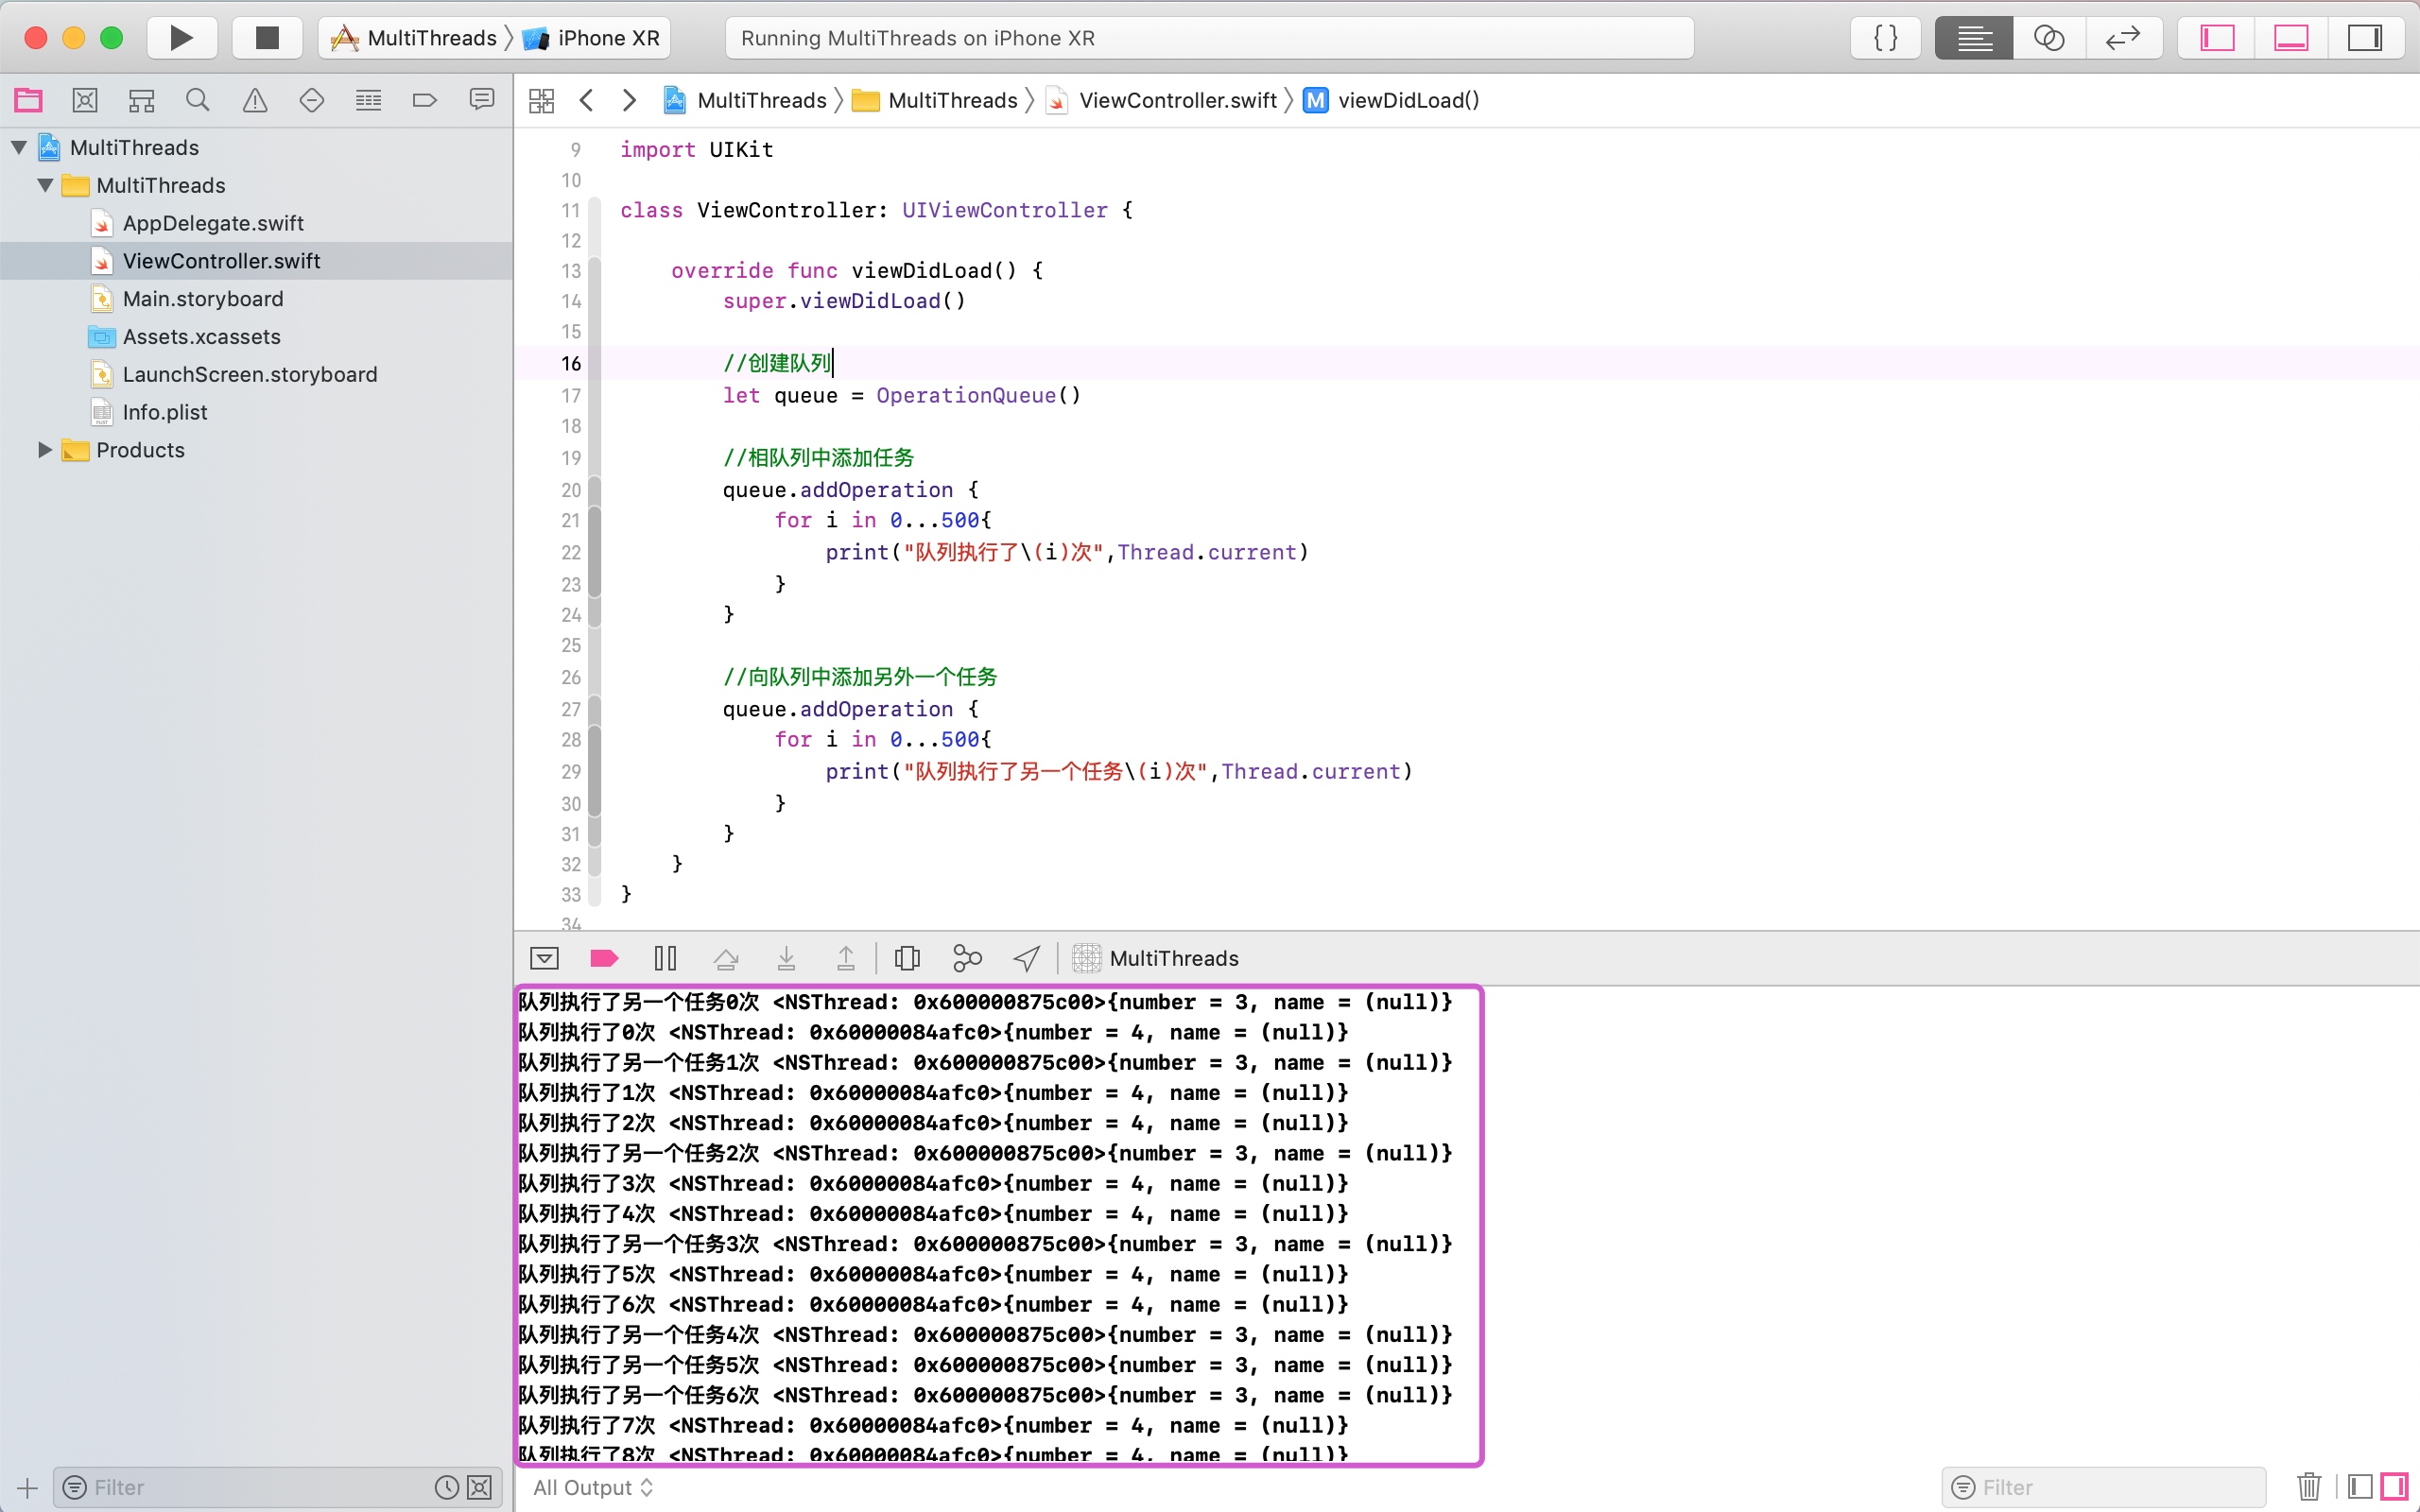 MultiThreads 〉 iPhone XR
Running MultiThreads on iPhone XR
MultiThreads 〉 MultiThreads 〉 ViewController.swift 〉 M viewDidLoad()
MultiThreads
MultiThreads
AppDelegate.swift
ViewController.swift
Main.storyboard
Assets.xcassets
LaunchScreen.storyboard
Info.plist
Products
9 import UIKit
10
11 class ViewController: UIViewController {
12
13 override func viewDidLoad() {
14 super.viewDidLoad()
15
16 //创建队列
17 let queue = OperationQueue()
18
19 //相队列中添加任务
20 queue.addOperation {
21 for i in 0...500{
22 print("队列执行了\(i)次",Thread.current)
23 }
24 }
25
26 //向队列中添加另外一个任务
27 queue.addOperation {
28 for i in 0...500{
29 print("队列执行了另一个任务\(i)次",Thread.current)
30 }
31 }
32 }
33 }
34
MultiThreads
队列执行了另一个任务0次 <NSThread: 0x600000875c00>{number = 3, name = (null)}
队列执行了0次 <NSThread: 0x60000084afc0>{number = 4, name = (null)}
队列执行了另一个任务1次 <NSThread: 0x600000875c00>{number = 3, name = (null)}
队列执行了1次 <NSThread: 0x60000084afc0>{number = 4, name = (null)}
队列执行了2次 <NSThread: 0x60000084afc0>{number = 4, name = (null)}
队列执行了另一个任务2次 <NSThread: 0x600000875c00>{number = 3, name = (null)}
队列执行了3次 <NSThread: 0x60000084afc0>{number = 4, name = (null)}
队列执行了4次 <NSThread: 0x60000084afc0>{number = 4, name = (null)}
队列执行了另一个任务3次 <NSThread: 0x600000875c00>{number = 3, name = (null)}
队列执行了5次 <NSThread: 0x60000084afc0>{number = 4, name = (null)}
队列执行了6次 <NSThread: 0x60000084afc0>{number = 4, name = (null)}
队列执行了另一个任务4次 <NSThread: 0x600000875c00>{number = 3, name = (null)}
队列执行了另一个任务5次 <NSThread: 0x600000875c00>{number = 3, name = (null)}
队列执行了另一个任务6次 <NSThread: 0x600000875c00>{number = 3, name = (null)}
队列执行了7次 <NSThread: 0x60000084afc0>{number = 4, name = (null)}
队列执行了8次 <NSThread: 0x60000084afc0>{number = 4, name = (null)}
Filter
All Output
Filter